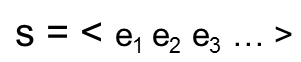 s = < e₁ e₂ e₃ … >